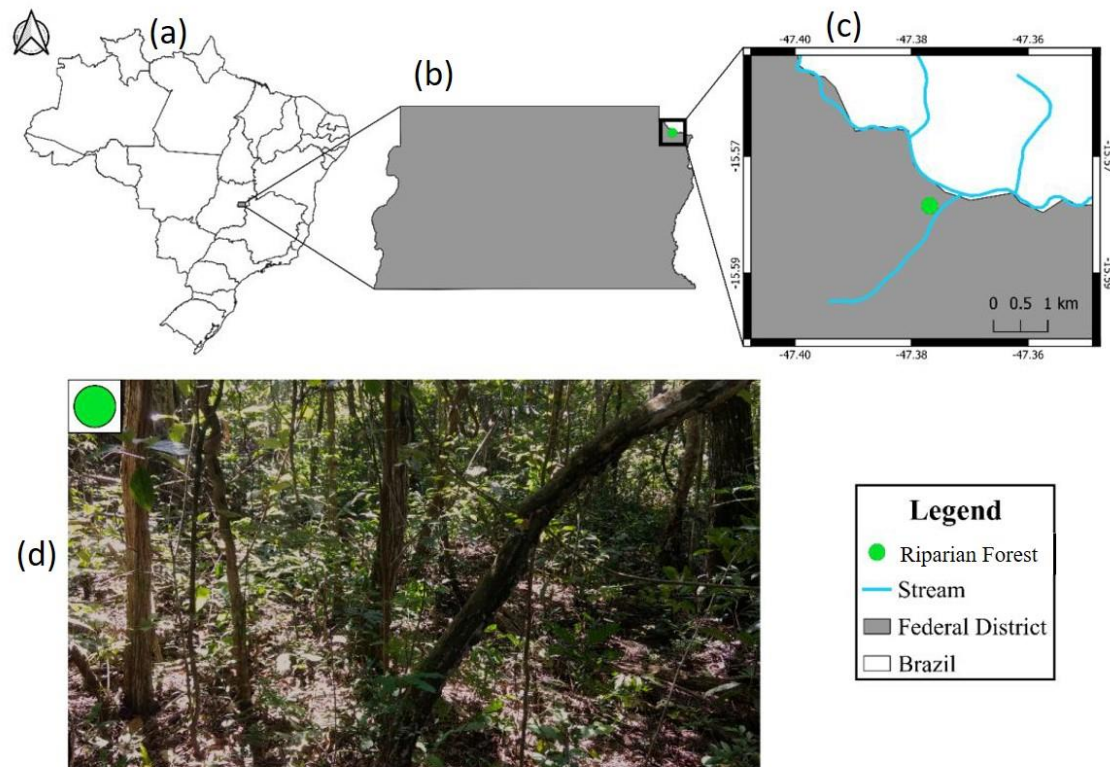 (a)
(b)
(c)
-47.40
-47.38
-47.36
-15.57
-15.57
-15.59
-15.59
0 0.5 1 km
-47.40
-47.38
-47.36
(d)
Legend
Riparian Forest
Stream
Federal District
Brazil